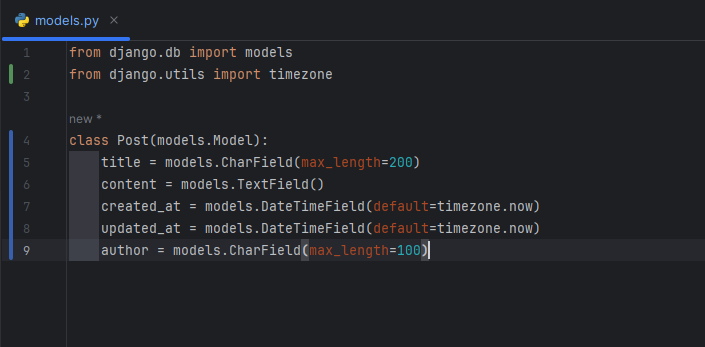 models.py
1 from django.db import models
2 from django.utils import timezone
3
new *
4 class Post(models.Model):
5     title = models.CharField(max_length=200)
6     content = models.TextField()
7     created_at = models.DateTimeField(default=timezone.now)
8     updated_at = models.DateTimeField(default=timezone.now)
9     author = models.CharField(max_length=100)